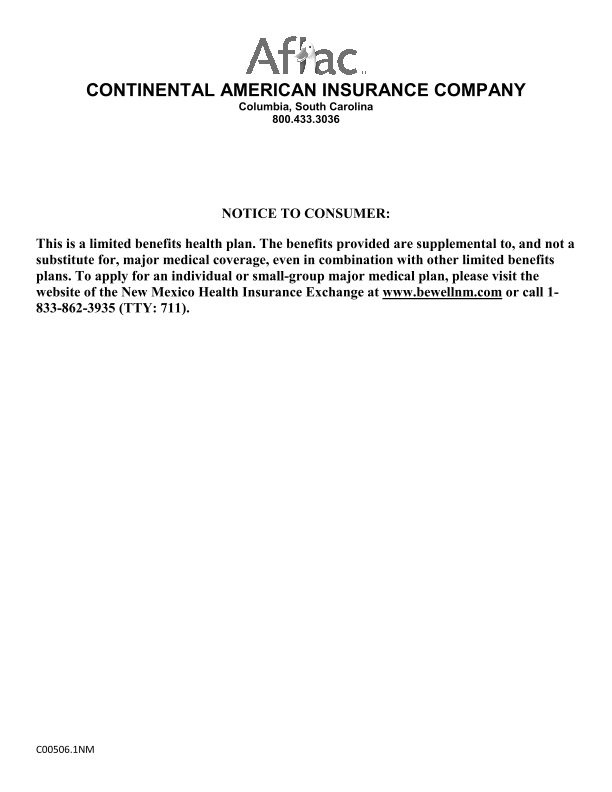 Aflac
CONTINENTAL AMERICAN INSURANCE COMPANY
Columbia, South Carolina
800.433.3036
NOTICE TO CONSUMER:
This is a limited benefits health plan. The benefits provided are supplemental to, and not a
substitute for, major medical coverage, even in combination with other limited benefits
plans. To apply for an individual or small-group major medical plan, please visit the
website of the New Mexico Health Insurance Exchange at www.bewellnm.com or call 1-
833-862-3935 (TTY: 711).
C00506.1NM